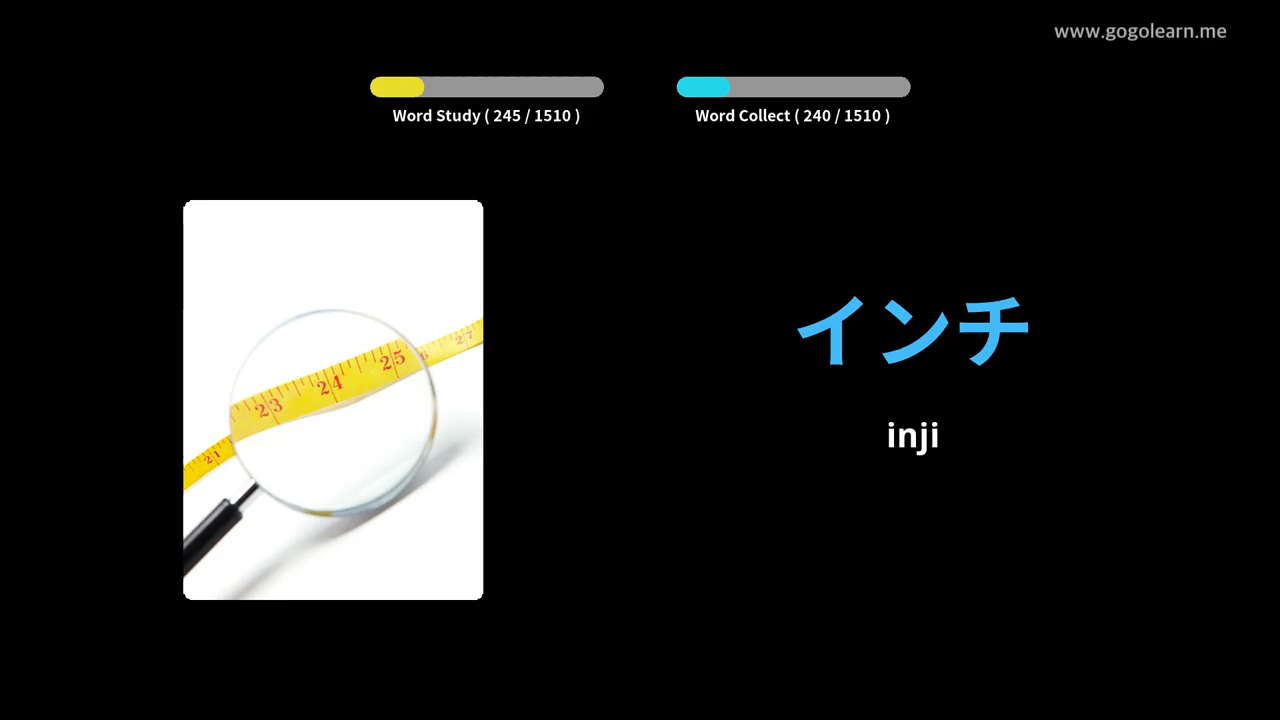 www.gogolearn.me
Word Study ( 245 / 1510 )
Word Collect ( 240 / 1510 )
インチ
inji
21
23
24
25
6
27